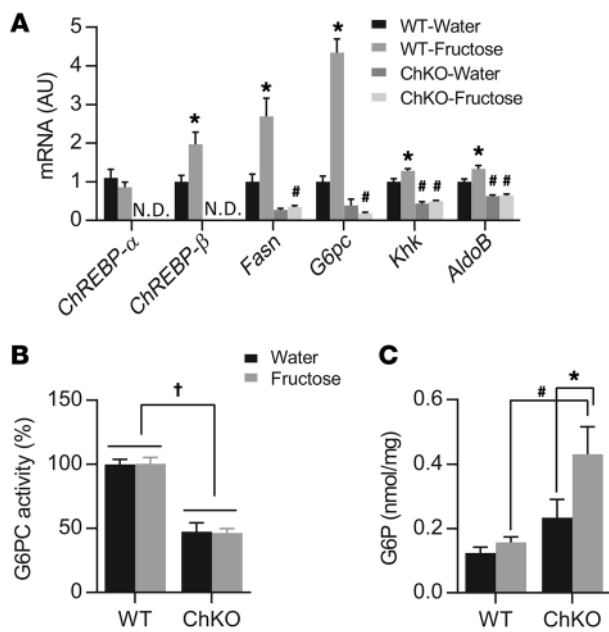 A
WT-Water
WT-Fructose
ChKO-Water
ChKO-Fructose
mRNA (AU)
5
4
3
2
1
0
*
*
*
*
*
N.D.
N.D.
#
#
# #
# #
ChREBP-α
ChREBP-β
Fasn
G6pc
Khk
AldoB
B
Water
Fructose
G6PC activity (%)
150
100
50
0
†
WT
ChKO
C
G6P (nmol/mg)
0.6
0.4
0.2
0.0
#
*
WT
ChKO